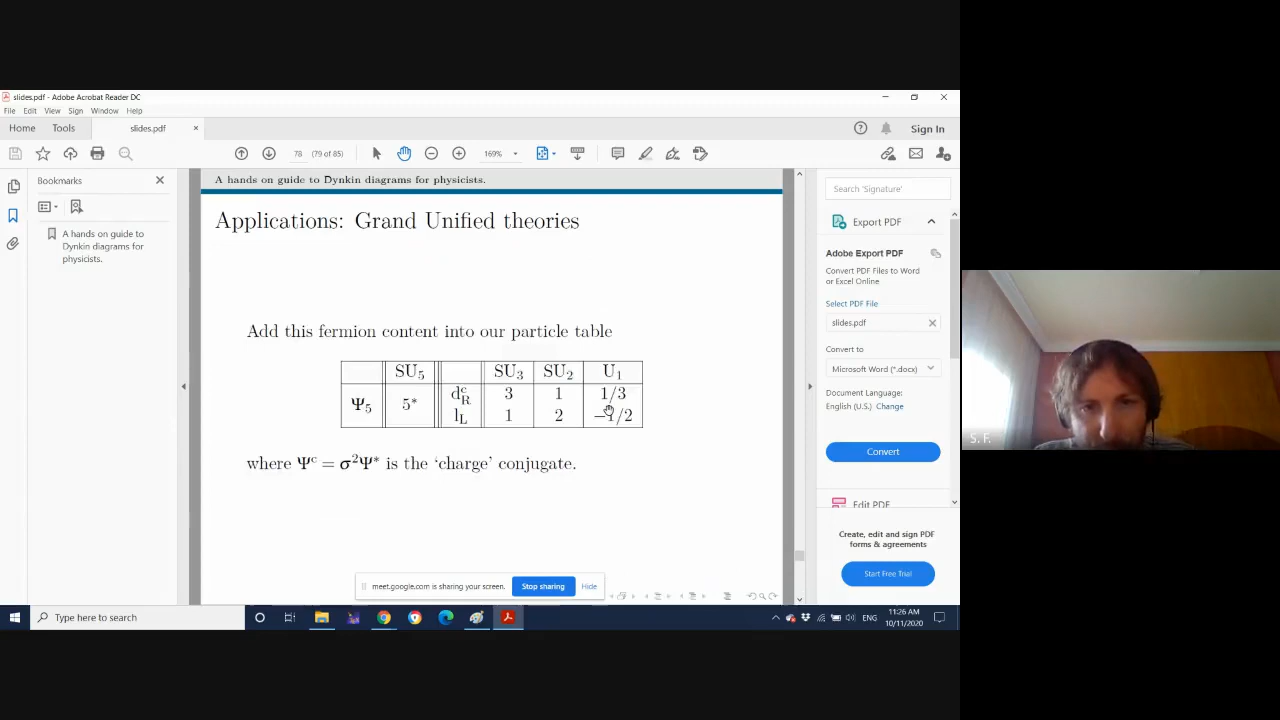 slides.pdf - Adobe Acrobat Reader DC
File Edit View Sign Window Help
Home Tools slides.pdf × Sign In
78 (79 of 85) 169%
Bookmarks
A hands on guide to
Dynkin diagrams for
physicists.
A hands on guide to Dynkin diagrams for physicists.
Applications: Grand Unified theories
Add this fermion content into our particle table
SU₅ SU₃ SU₂ U₁
Ψ₅ 5* dᶜ_R 3 1 1/3
l_L 1 2 −1/2
where Ψᶜ = σ²Ψ* is the ‘charge’ conjugate.
meet.google.com is sharing your screen. Stop sharing Hide
Search 'Signature'
Export PDF
Adobe Export PDF
Convert PDF Files to Word
or Excel Online
Select PDF File
slides.pdf
Convert to
Microsoft Word (*.docx)
Document Language:
English (U.S.) Change
Convert
Edit PDF
Create, edit and sign PDF
forms & agreements
Start Free Trial
Type here to search
ENG 11:26 AM
10/11/2020
S. F.